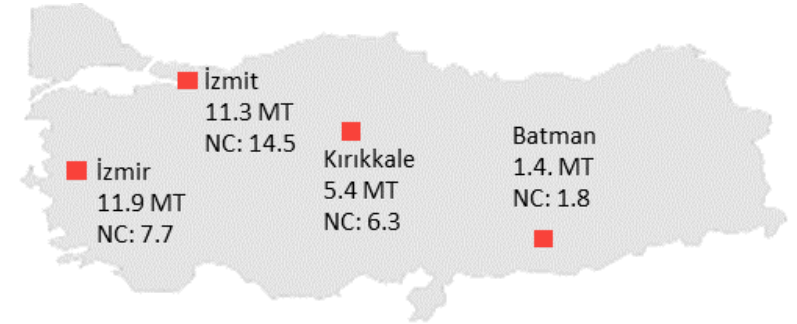 İzmit
11.3 MT
NC: 14.5
İzmir
11.9 MT
NC: 7.7
Kırıkkale
5.4 MT
NC: 6.3
Batman
1.4. MT
NC: 1.8